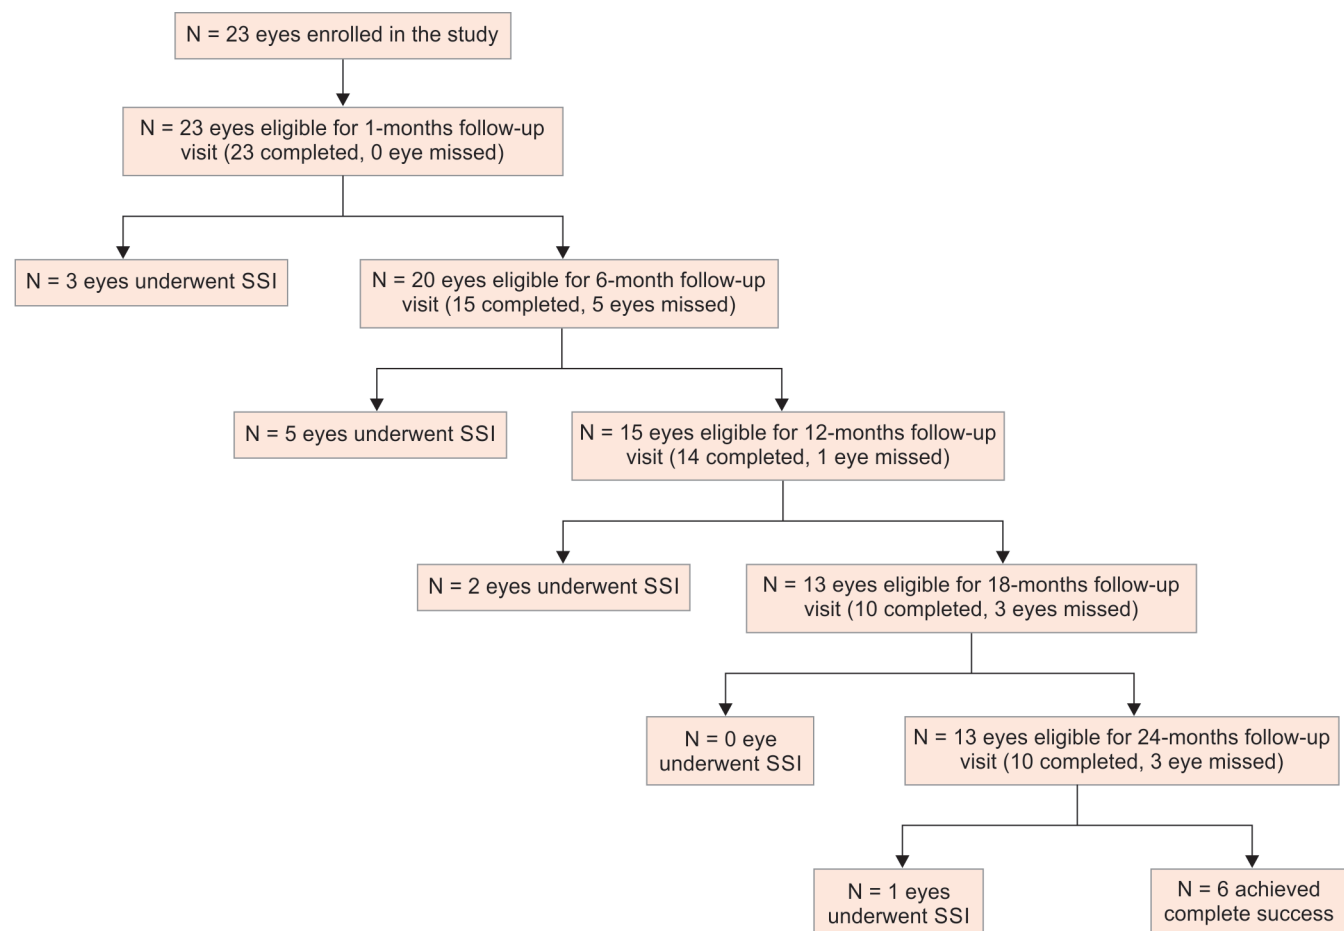 N = 23 eyes enrolled in the study
N = 23 eyes eligible for 1-months follow-up
visit (23 completed, 0 eye missed)
N = 3 eyes underwent SSI
N = 20 eyes eligible for 6-month follow-up
visit (15 completed, 5 eyes missed)
N = 5 eyes underwent SSI
N = 15 eyes eligible for 12-months follow-up
visit (14 completed, 1 eye missed)
N = 2 eyes underwent SSI
N = 13 eyes eligible for 18-months follow-up
visit (10 completed, 3 eyes missed)
N = 0 eye
underwent SSI
N = 13 eyes eligible for 24-months follow-up
visit (10 completed, 3 eye missed)
N = 1 eyes
underwent SSI
N = 6 achieved
complete success